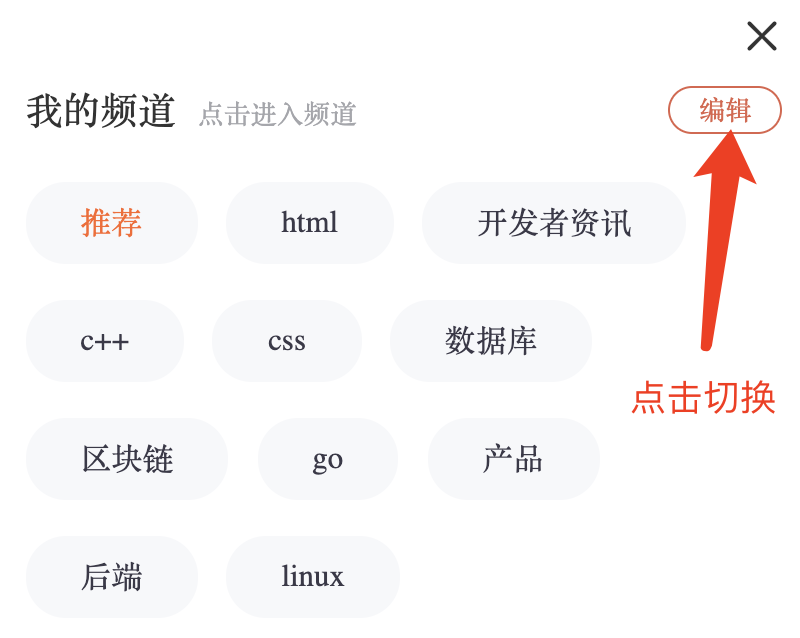 我的频道 点击进入频道 编辑
推荐 html 开发者资讯
c++ css 数据库
点击切换
区块链 go 产品
后端 linux